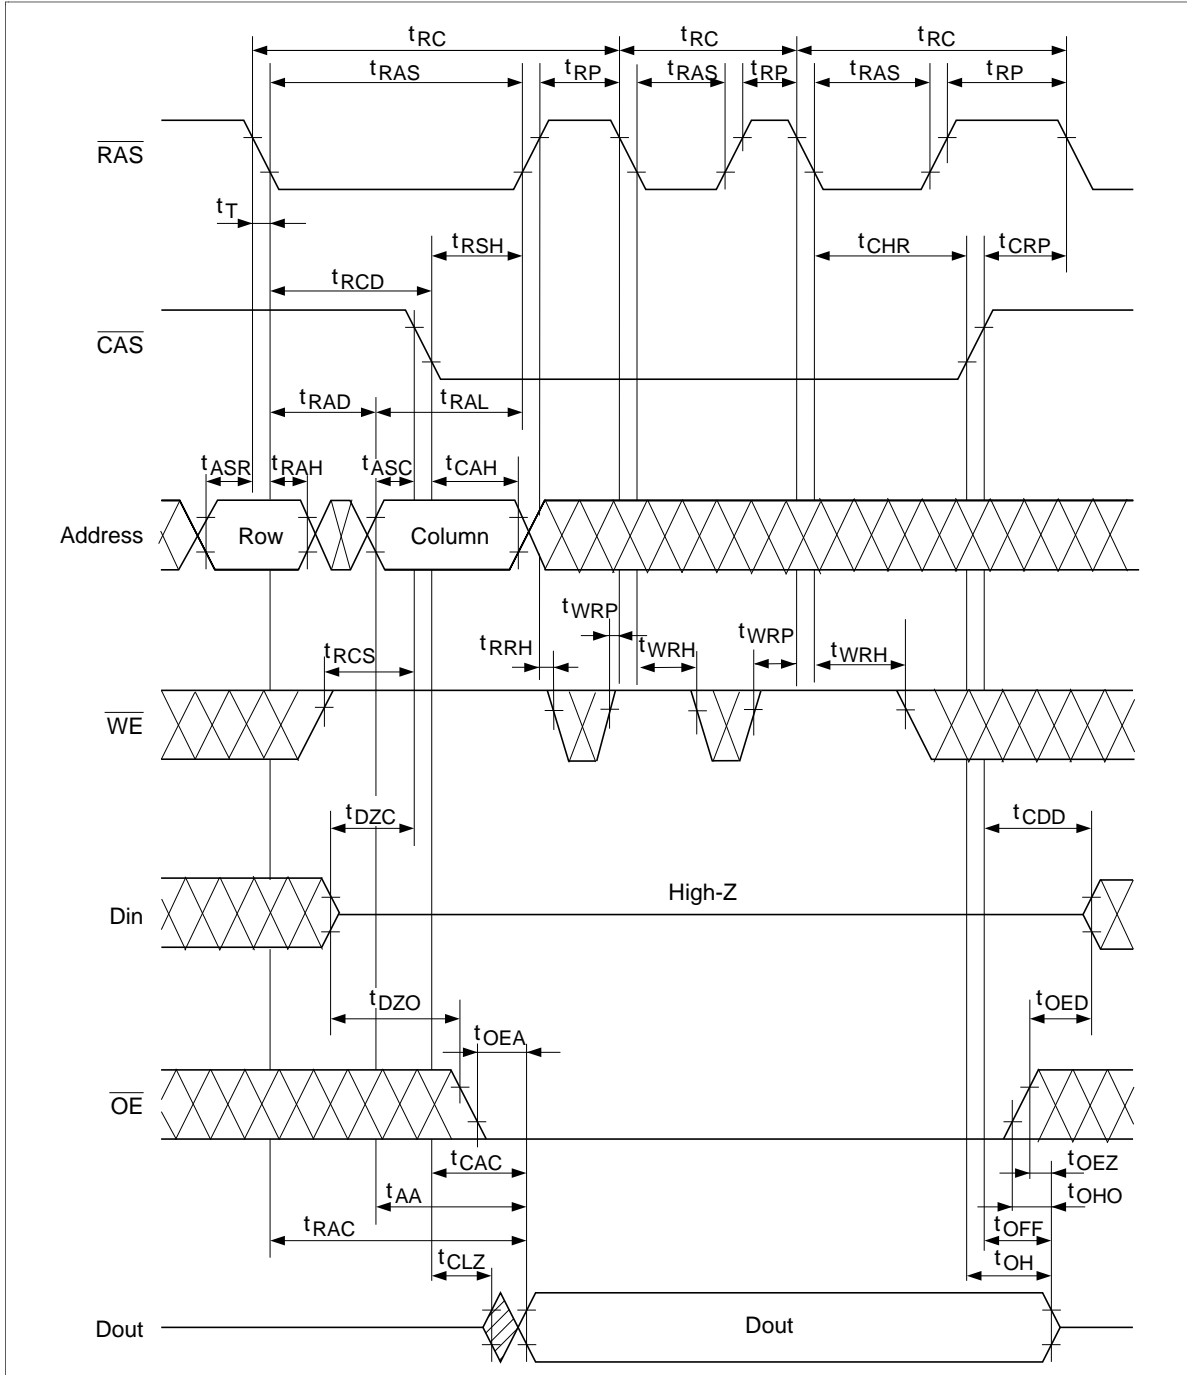 tRC tRC tRC
tRAS tRP tRAS tRP tRAS tRP
RAS
tT
tRSH tCHR tCRP
tRCD
CAS
tRAD tRAL
tASR tRAH tASC tCAH
Address Row Column
tWRP
tRRH tWRH tWRP tWRH
tRCS
WE
tDZC tCDD
High-Z
Din
tDZO tOED
tOEA
OE
tCAC tOEZ
tAA tOHO
tRAC tOFF
tCLZ tOH
Dout Dout